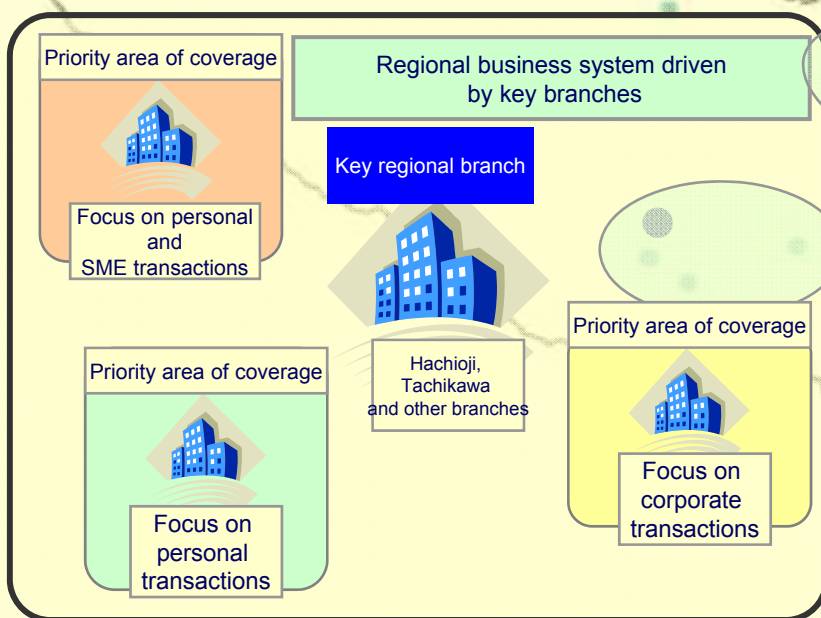 Priority area of coverage
Focus on personal
and
SME transactions
Regional business system driven
by key branches
Key regional branch
Hachioji,
Tachikawa
and other branches
Priority area of coverage
Focus on
personal
transactions
Priority area of coverage
Focus on
corporate
transactions